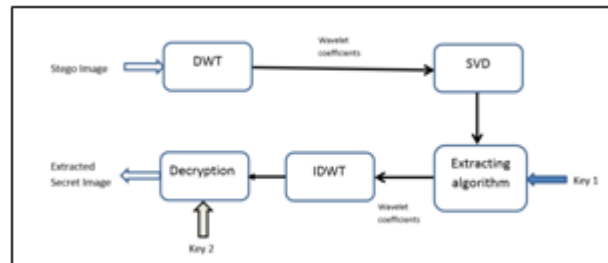 Wavelet
coefficients
Stego Image
DWT
SVD
Extracted
Secret Image
Decryption
IDWT
Extracting
algorithm
Key 1
Wavelet
coefficients
Key 2